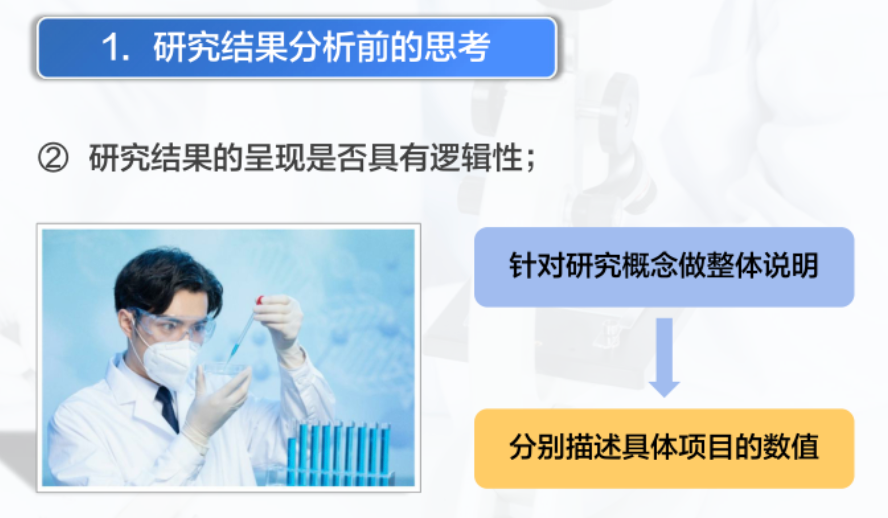 1. 研究结果分析前的思考
② 研究结果的呈现是否具有逻辑性；
针对研究概念做整体说明
分别描述具体项目的数值